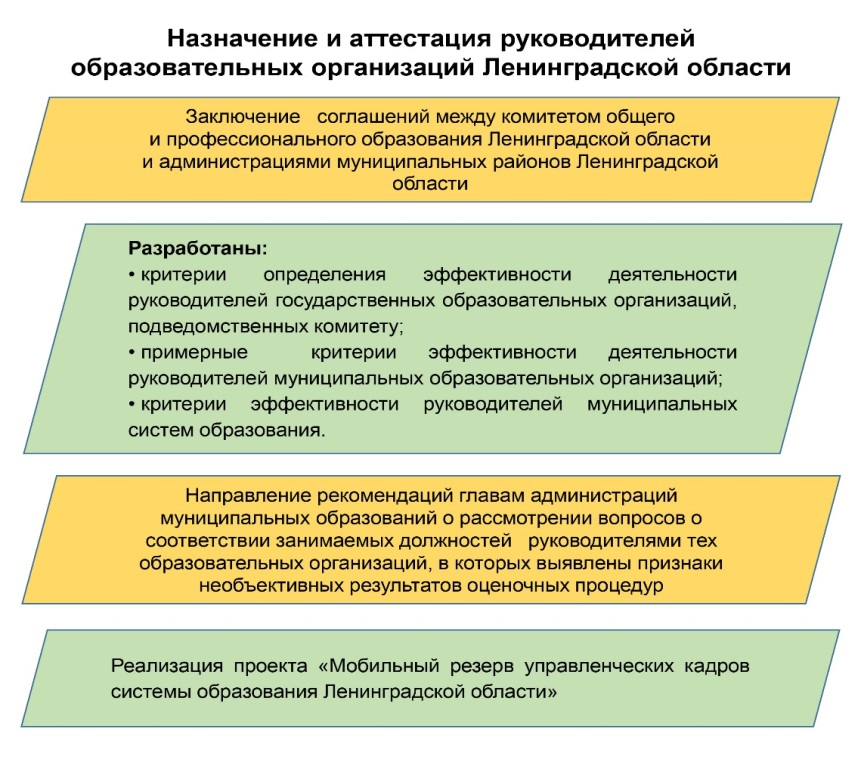 Назначение и аттестация руководителей
образовательных организаций Ленинградской области
Заключение соглашений между комитетом общего
и профессионального образования Ленинградской области
и администрациями муниципальных районов Ленинградской
области
Разработаны:
• критерии определения эффективности деятельности
руководителей государственных образовательных организаций,
подведомственных комитету;
• примерные критерии эффективности деятельности
руководителей муниципальных образовательных организаций;
• критерии эффективности руководителей муниципальных
систем образования.
Направление рекомендаций главам администраций
муниципальных образований о рассмотрении вопросов о
соответствии занимаемых должностей руководителями тех
образовательных организаций, в которых выявлены признаки
необъективных результатов оценочных процедур
Реализация проекта «Мобильный резерв управленческих кадров
системы образования Ленинградской области»